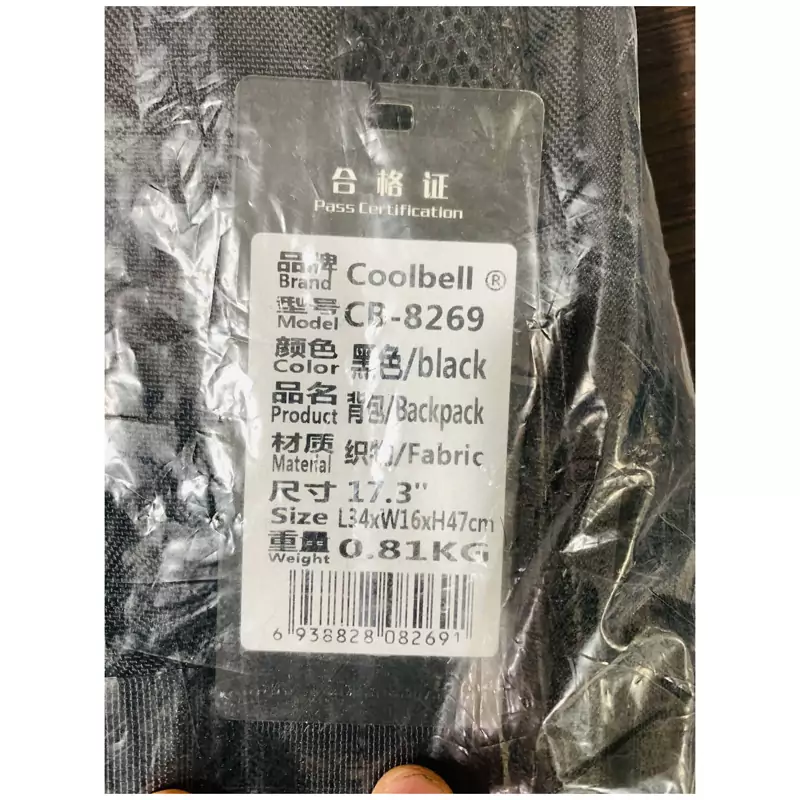 合格证
Pass Certification
品牌 Coolbell ®
Brand
型号 CB-8269
Model
颜色 黑色/black
Color
品名 背包/Backpack
Product
材质 织物/Fabric
Material
尺寸 17.3"
Size L34xW16xH47cm
重量 0.81KG
Weight
6 938828 082691